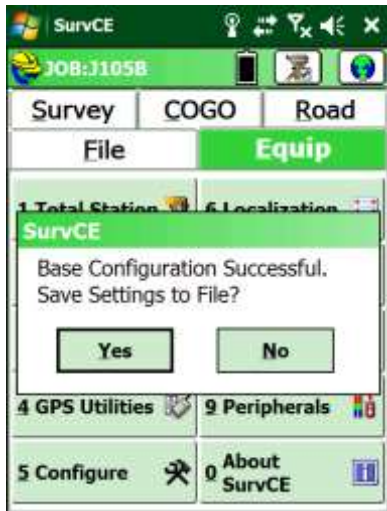 SurvCE
JOB:J105B
Survey COGO Road
File Equip
1 Total Station 6 Localization
SurvCE
Base Configuration Successful.
Save Settings to File?
Yes No
4 GPS Utilities 9 Peripherals
5 Configure 0 About
SurvCE